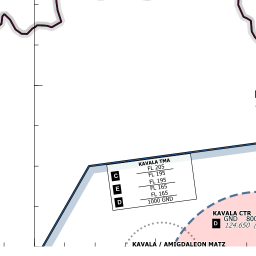 KAVALA TMA
FL 205
C FL 195
FL 195
E FL 165
FL 165
D 1000 GND
KAVALA CTR
GND 800
D 124.650
KAVALA / AMIGDALEON MATZ